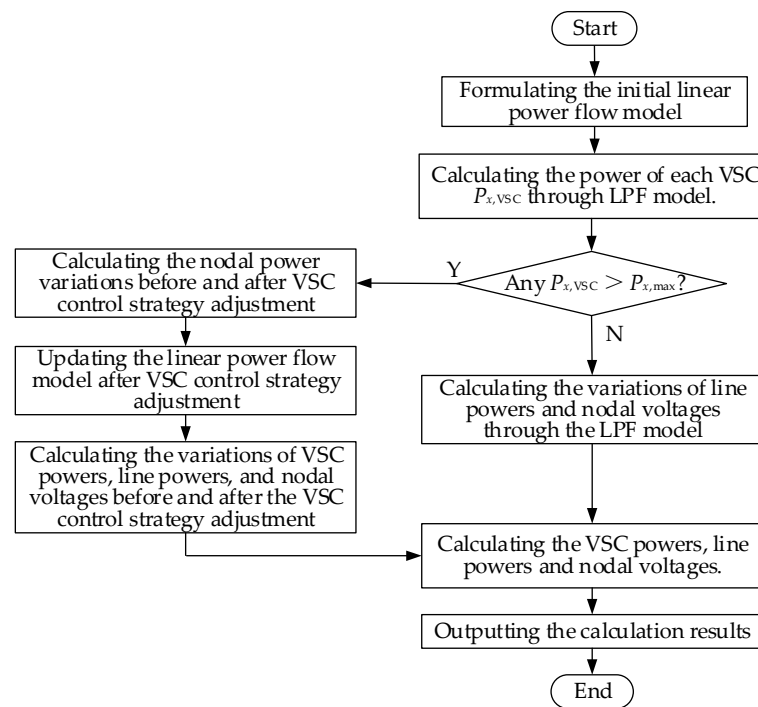 Start
Formulating the initial linear
power flow model
Calculating the power of each VSC
Px,VSC through LPF model.
Any Px,VSC > Px,max?
Y
N
Calculating the nodal power
variations before and after VSC
control strategy adjustment
Updating the linear power flow
model after VSC control strategy
adjustment
Calculating the variations of VSC
powers, line powers, and nodal
voltages before and after the VSC
control strategy adjustment
Calculating the variations of line
powers and nodal voltages
through the LPF model
Calculating the VSC powers, line
powers and nodal voltages.
Outputting the calculation results
End